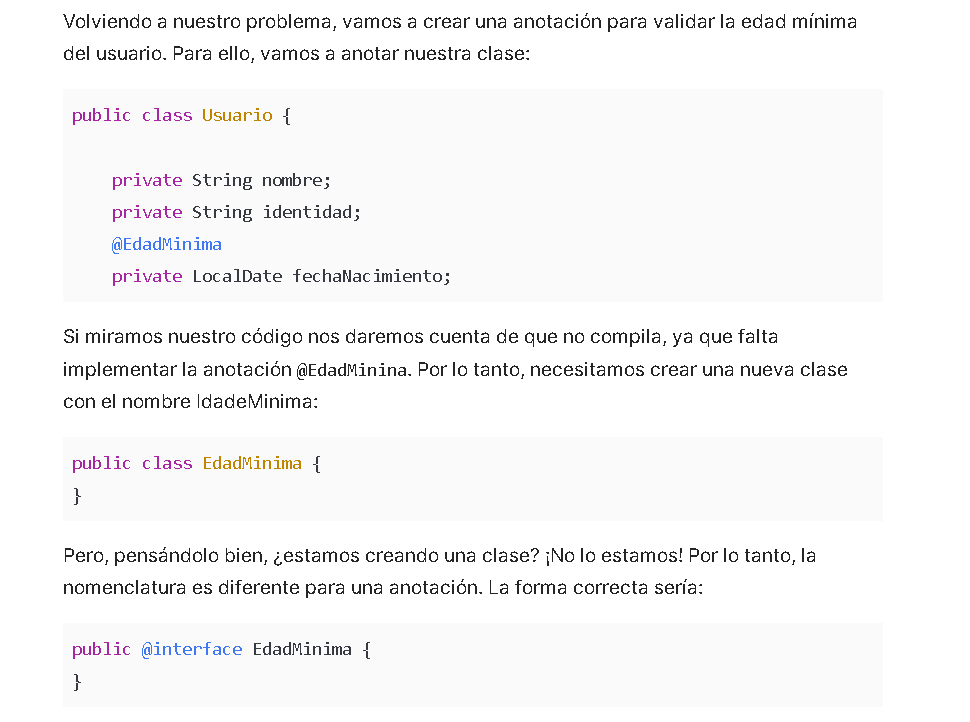 Volviendo a nuestro problema, vamos a crear una anotación para validar la edad mínima
del usuario. Para ello, vamos a anotar nuestra clase:
public class Usuario {
private String nombre;
private String identidad;
@EdadMinima
private LocalDate fechaNacimiento;
Si miramos nuestro código nos daremos cuenta de que no compila, ya que falta
implementar la anotación @EdadMinina. Por lo tanto, necesitamos crear una nueva clase
con el nombre IdadeMinima:
public class EdadMinima {
}
Pero, pensándolo bien, ¿estamos creando una clase? ¡No lo estamos! Por lo tanto, la
nomenclatura es diferente para una anotación. La forma correcta sería:
public @interface EdadMinima {
}